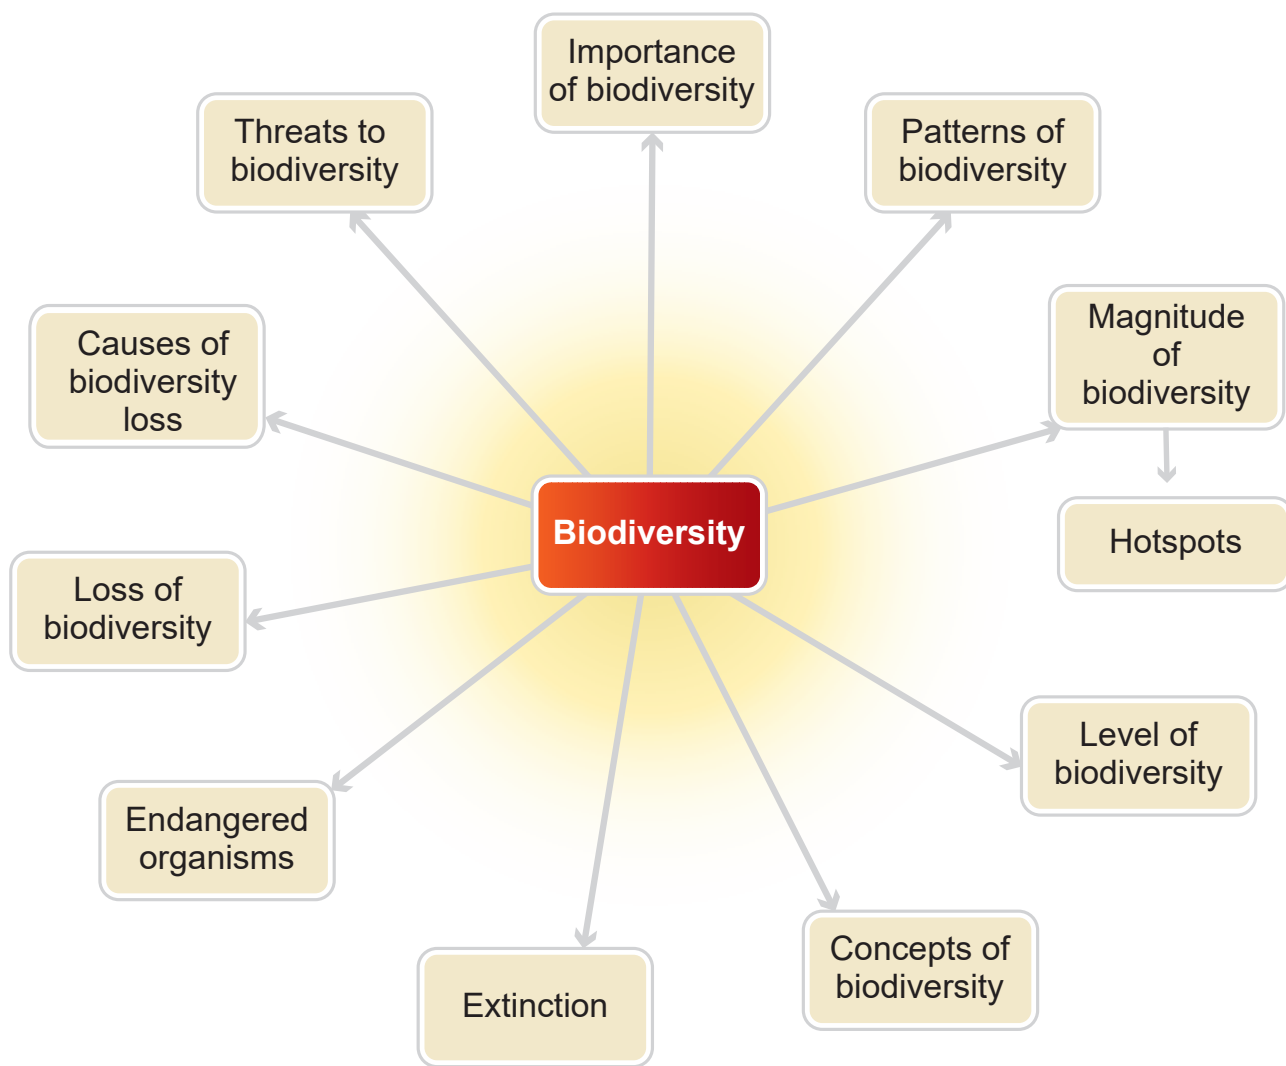 Importance
of biodiversity
Threats to
biodiversity
Patterns of
biodiversity
Causes of
biodiversity
loss
Magnitude
of
biodiversity
Biodiversity
Hotspots
Loss of
biodiversity
Level of
biodiversity
Endangered
organisms
Concepts of
biodiversity
Extinction